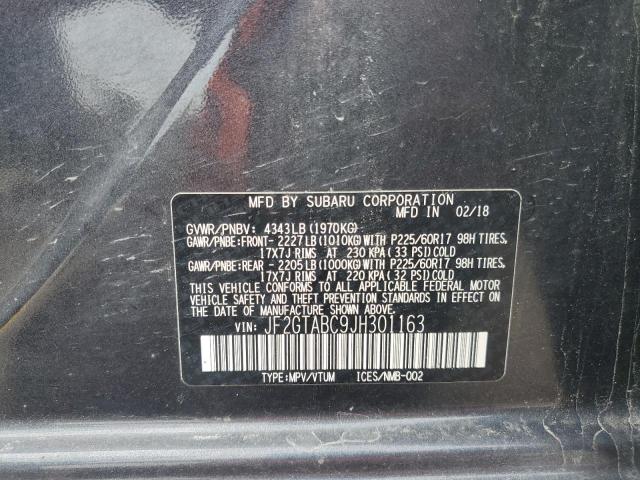 MFD BY SUBARU CORPORATION
MFD IN 02/18
GVWR/PNBV: 4343LB(1970KG)
GAWR/PNBE:FRONT- 2227LB(1010KG)WITH P225/60R17 98H TIRES,
17X7J RIMS AT 230 KPA(33 PSI)COLD
GAWR/PNBE:REAR - 2205LB(1000KG)WITH P225/60R17 98H TIRES,
17X7J RIMS AT 220 KPA(32 PSI)COLD
THIS VEHICLE CONFORMS TO ALL APPLICABLE FEDERAL MOTOR
VEHICLE SAFETY AND THEFT PREVENTION STANDARDS IN EFFECT
ON THE DATE OF MANUFACTURE SHOWN ABOVE.
VIN: JF2GTABC9JH301163
TYPE:MPV/VTUM ICES/NMB-002